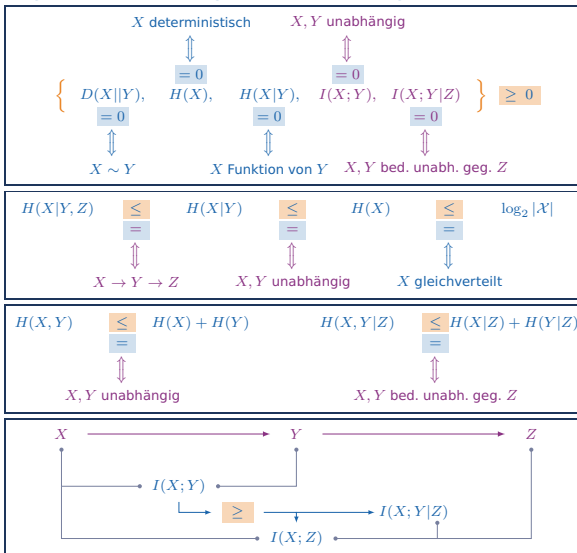 X deterministisch X, Y unabhängig
⇕ ⇕
= 0 = 0
{ D(X||Y), H(X), H(X|Y), I(X; Y), I(X; Y|Z) } ≥ 0
= 0 = 0 = 0
⇕ ⇕ ⇕
X ∼ Y X Funktion von Y X, Y bed. unabh. geg. Z
H(X|Y, Z) ≤ H(X|Y) ≤ H(X) ≤ log₂ |𝒳|
= = =
⇕ ⇕ ⇕
X → Y → Z X, Y unabhängig X gleichverteilt
H(X, Y) ≤ H(X) + H(Y) H(X, Y|Z) ≤ H(X|Z) + H(Y|Z)
= =
⇕ ⇕
X, Y unabhängig X, Y bed. unabh. geg. Z
X Y Z
I(X; Y)
≥ I(X; Y|Z)
I(X; Z)